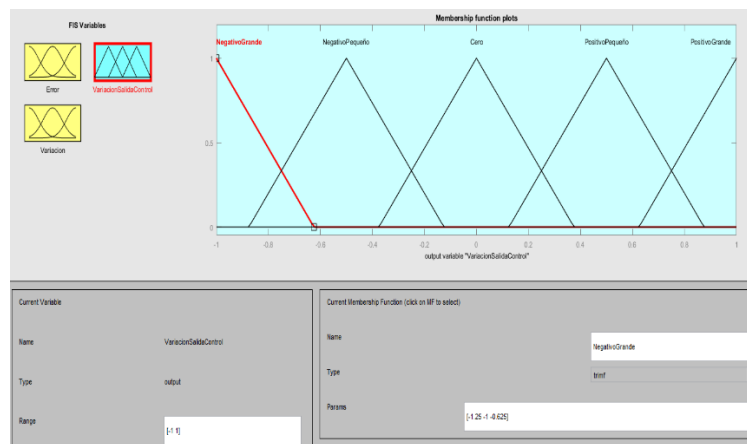 FIS Variables
Membership function plots
NegativoGrande
NegativoPequeño
Cero
PositivoPequeño
PositivoGrande
Error
VariacionSalidaControl
Variacion
1
0.5
0
-1
-0.8
-0.6
-0.4
-0.2
0
0.2
0.4
0.6
0.8
1
output variable "VariacionSalidaControl"
Current Variable
Name
VariacionSalidaControl
Type
output
Range
[-1 1]
Current Membership Function (click on MF to select)
Name
NegativoGrande
Type
trimf
Params
[-1.25 -1 -0.625]